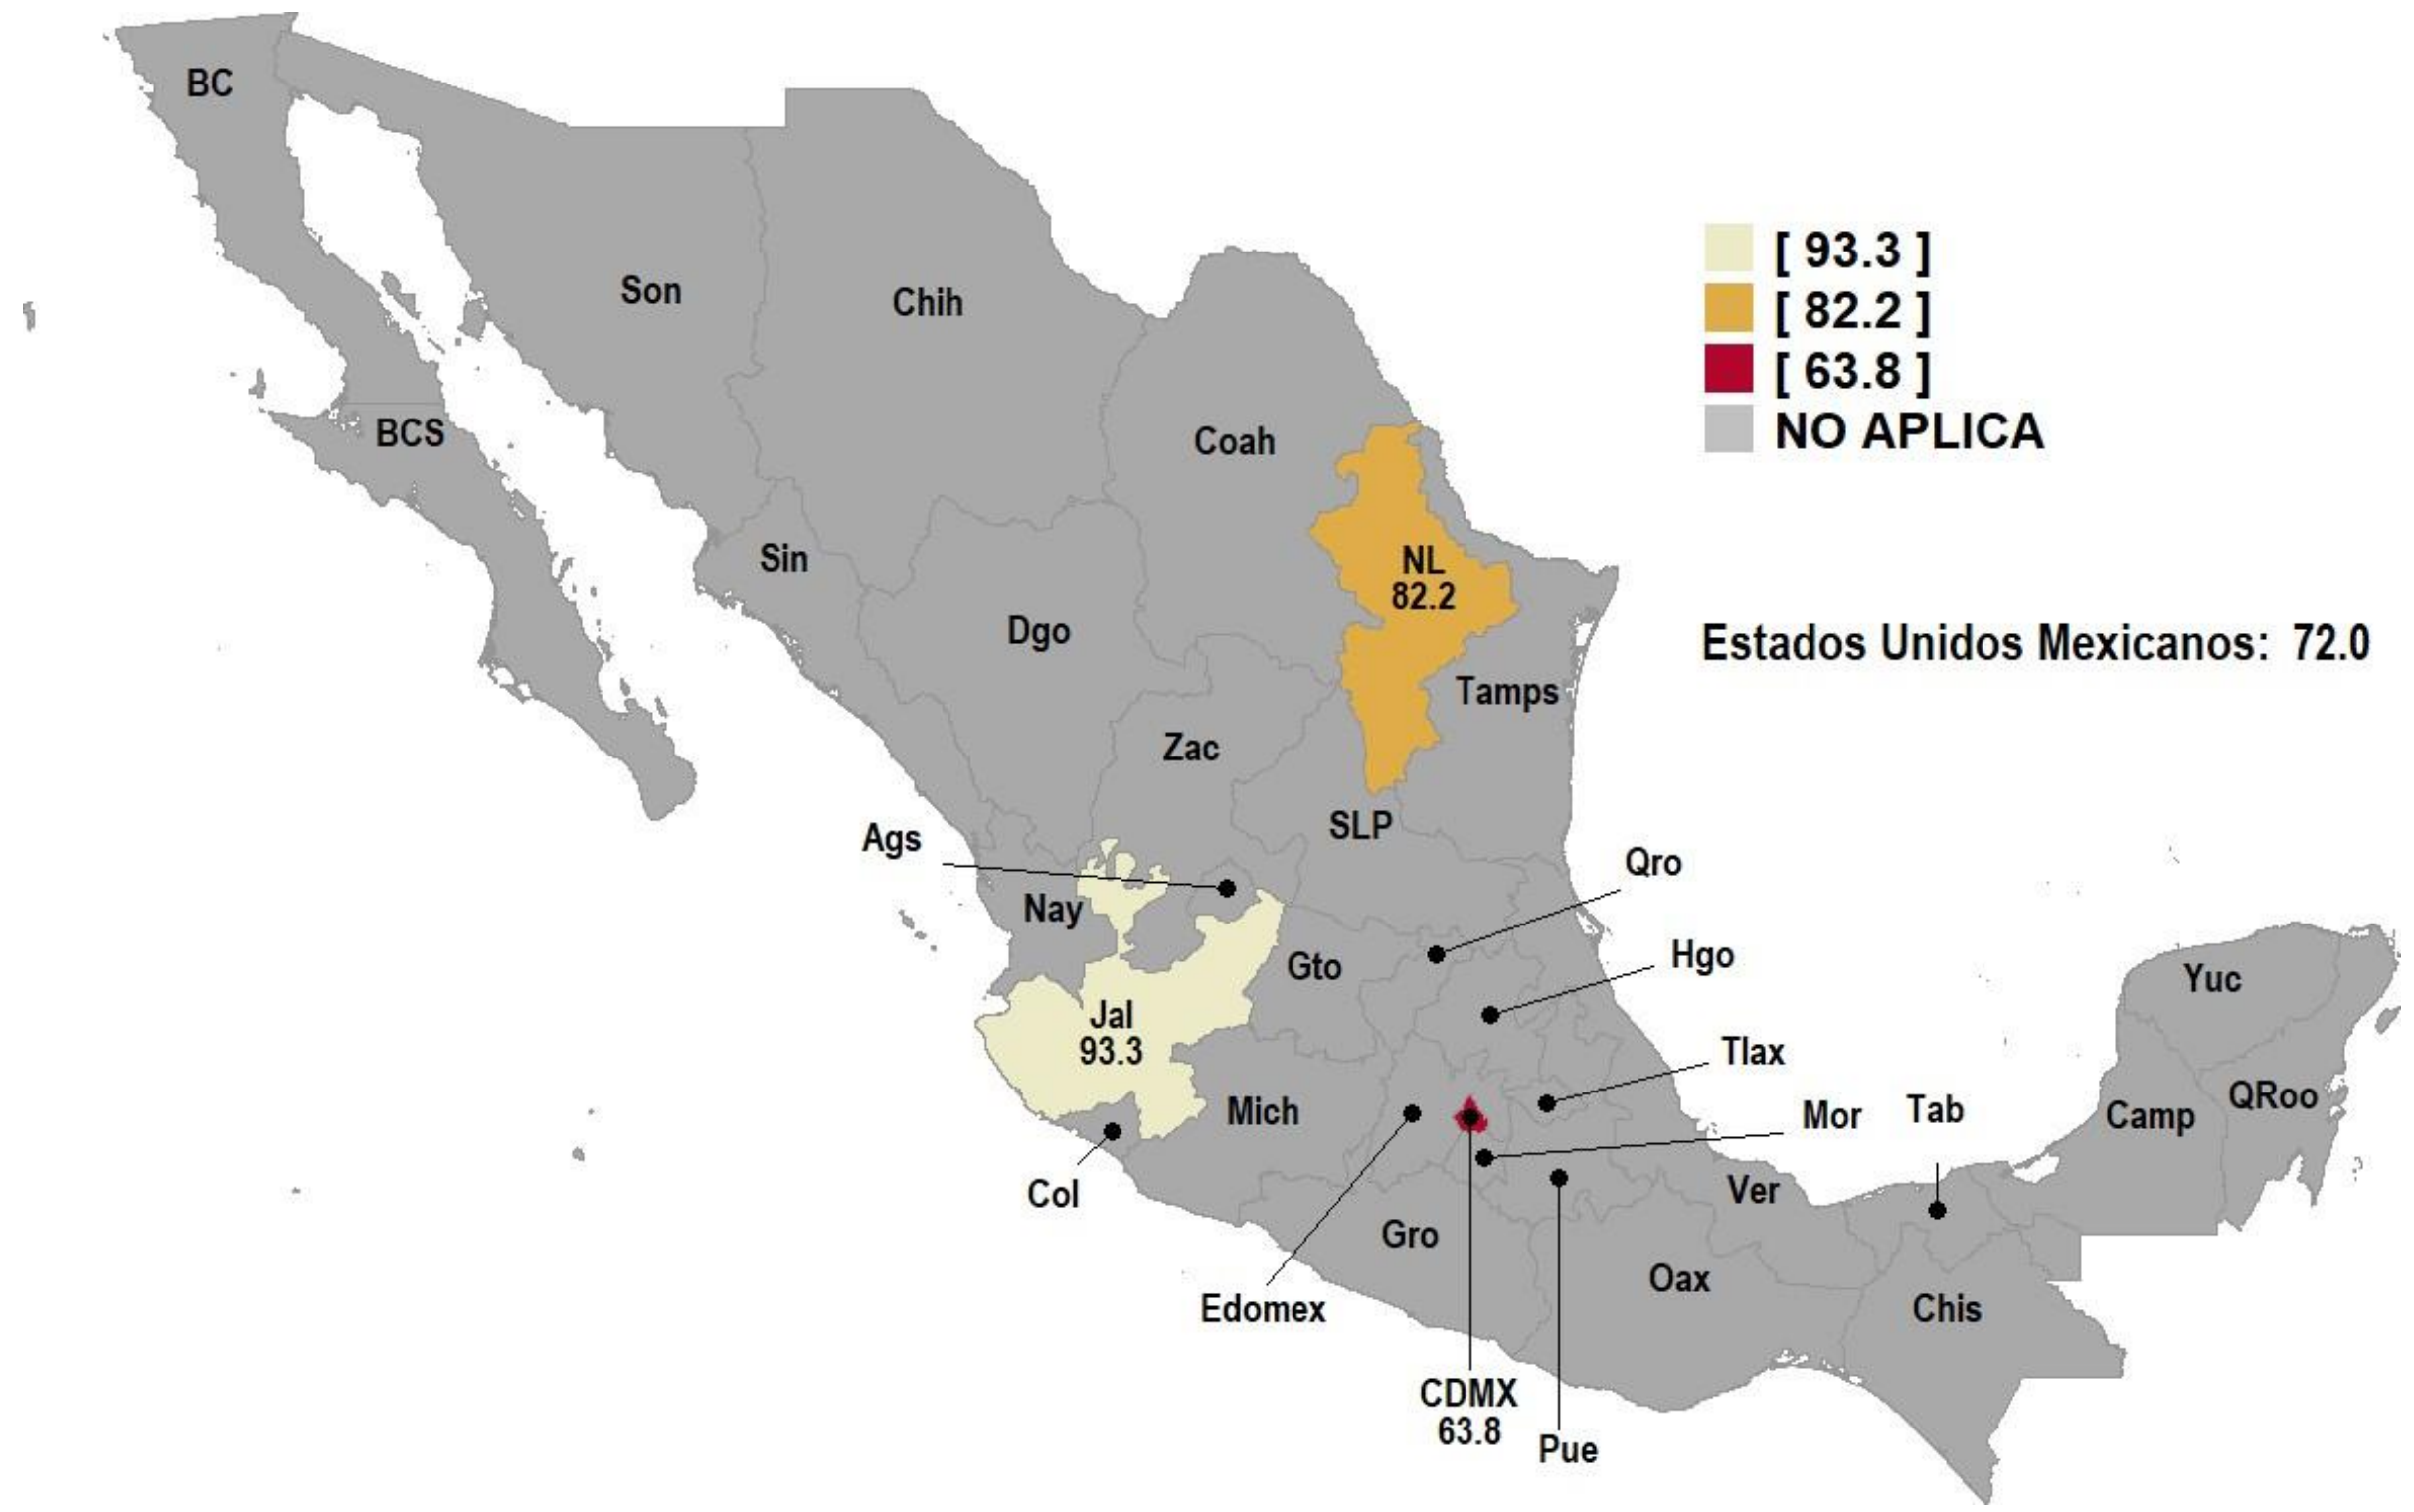 BC
[ 93.3 ]
[ 82.2 ]
[ 63.8 ]
NO APLICA
Son
Chih
BCS
Coah
Sin
NL
82.2
Dgo
Estados Unidos Mexicanos: 72.0
Tamps
Zac
Ags
SLP
Qro
Nay
Gto
Hgo
Yuc
Jal
93.3
Tlax
Mich
Mor
Tab
Camp
QRoo
Col
Ver
Gro
Oax
Edomex
Chis
CDMX
63.8
Pue